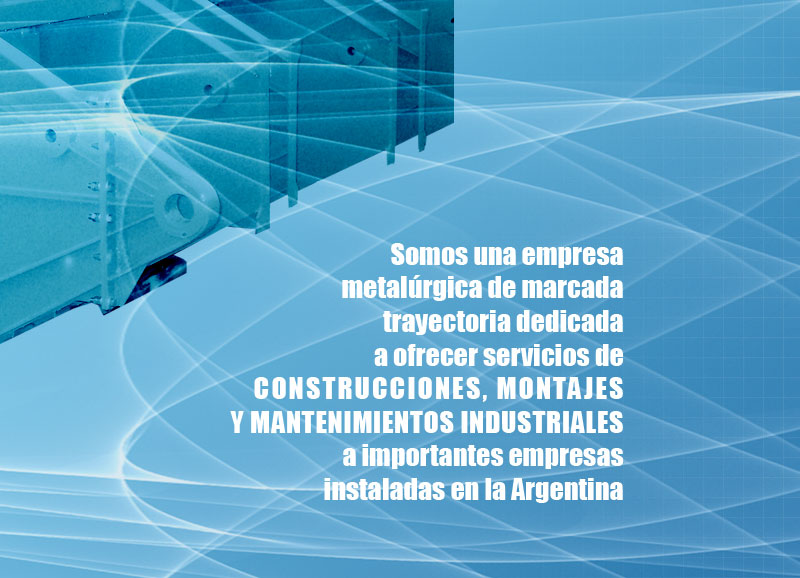 Somos una empresa
metalúrgica de marcada
trayectoria dedicada
a ofrecer servicios de
CONSTRUCCIONES, MONTAJES
Y MANTENIMIENTOS INDUSTRIALES
a importantes empresas
instaladas en la Argentina